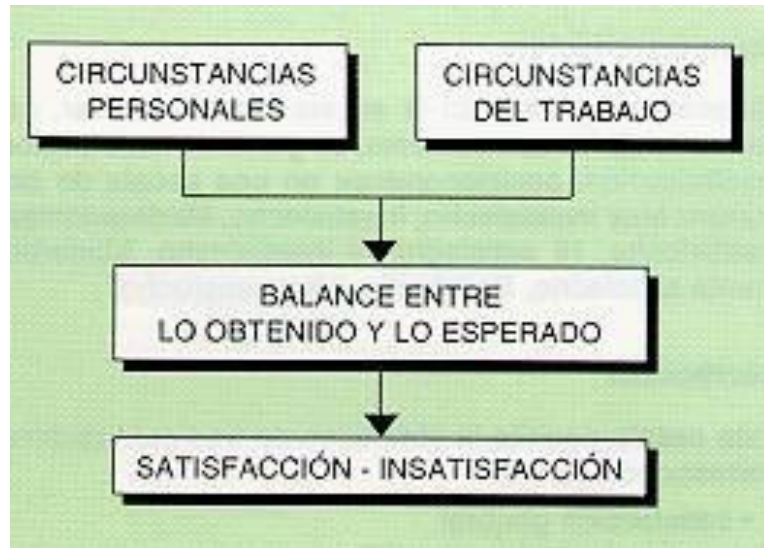 CIRCUNSTANCIAS
PERSONALES
CIRCUNSTANCIAS
DEL TRABAJO
BALANCE ENTRE
LO OBTENIDO Y LO ESPERADO
SATISFACCIÓN - INSATISFACCIÓN